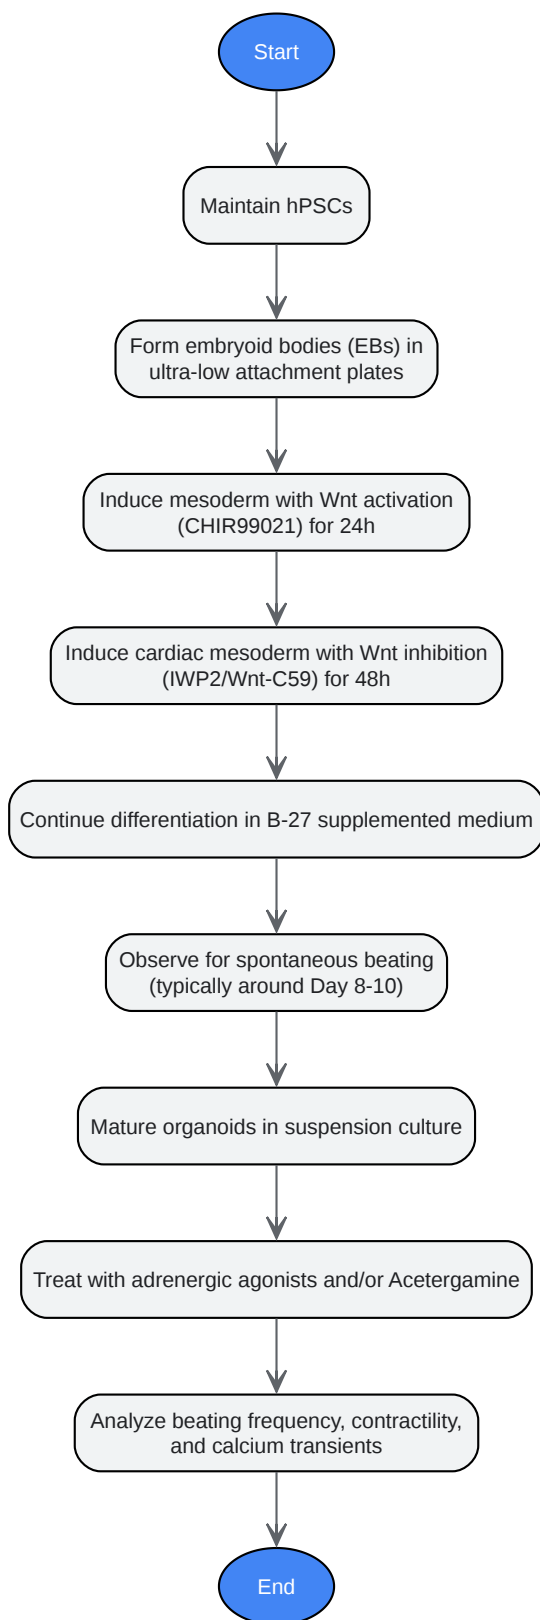 Start
Maintain hPSCs
Form embryoid bodies (EBs) in
ultra-low attachment plates
Induce mesoderm with Wnt activation
(CHIR99021) for 24h
Induce cardiac mesoderm with Wnt inhibition
(IWP2/Wnt-C59) for 48h
Continue differentiation in B-27 supplemented medium
Observe for spontaneous beating
(typically around Day 8-10)
Mature organoids in suspension culture
Treat with adrenergic agonists and/or Acetergamine
Analyze beating frequency, contractility,
and calcium transients
End